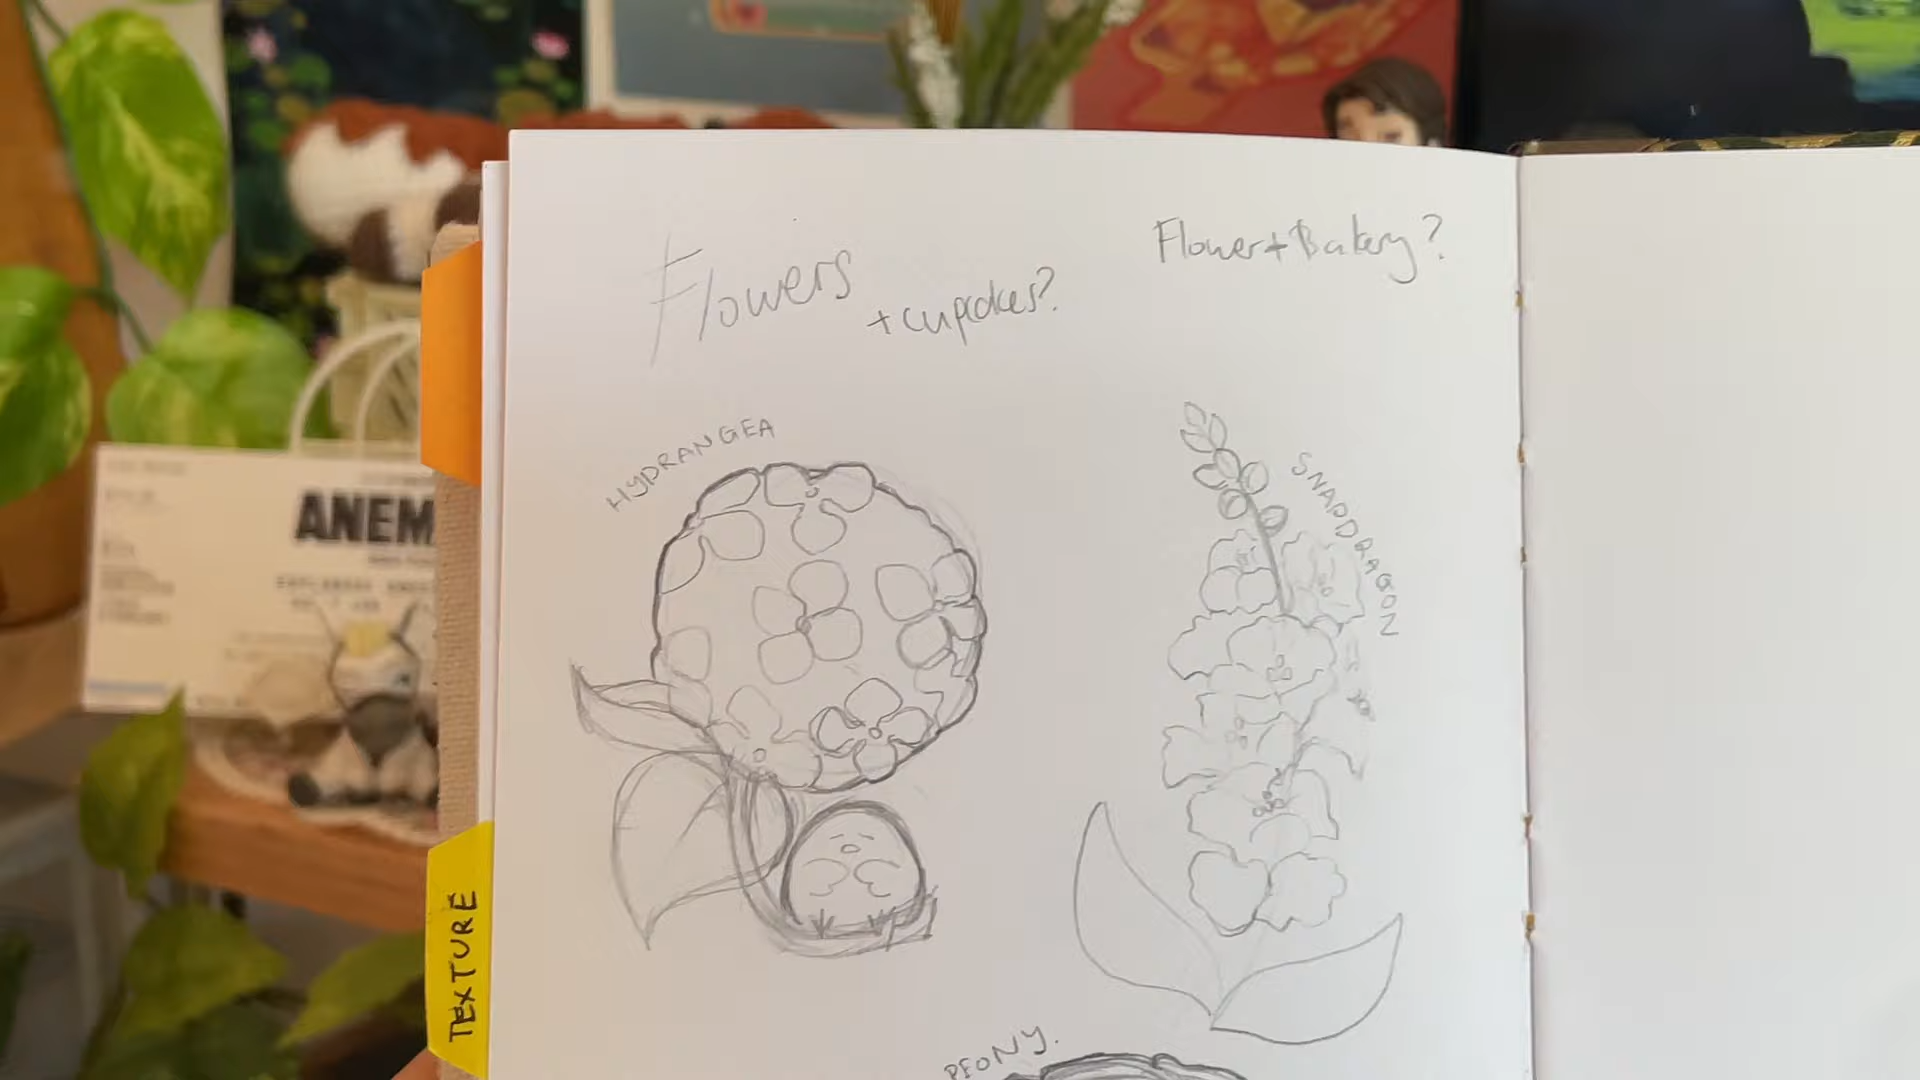 Flowers
+ cupcakes?
Flower + Bakery?
HYDRANGEA
SNAPDRAGON
PEONY.
TEXTURE
ANEM